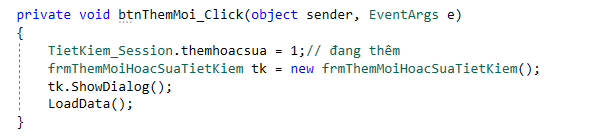 private void btnThemMoi_Click(object sender, EventArgs e)
{
TietKiem_Session.themhoacsua = 1;// đang thêm
frmThemMoiHoacSuaTietKiem tk = new frmThemMoiHoacSuaTietKiem();
tk.ShowDialog();
LoadData();
}